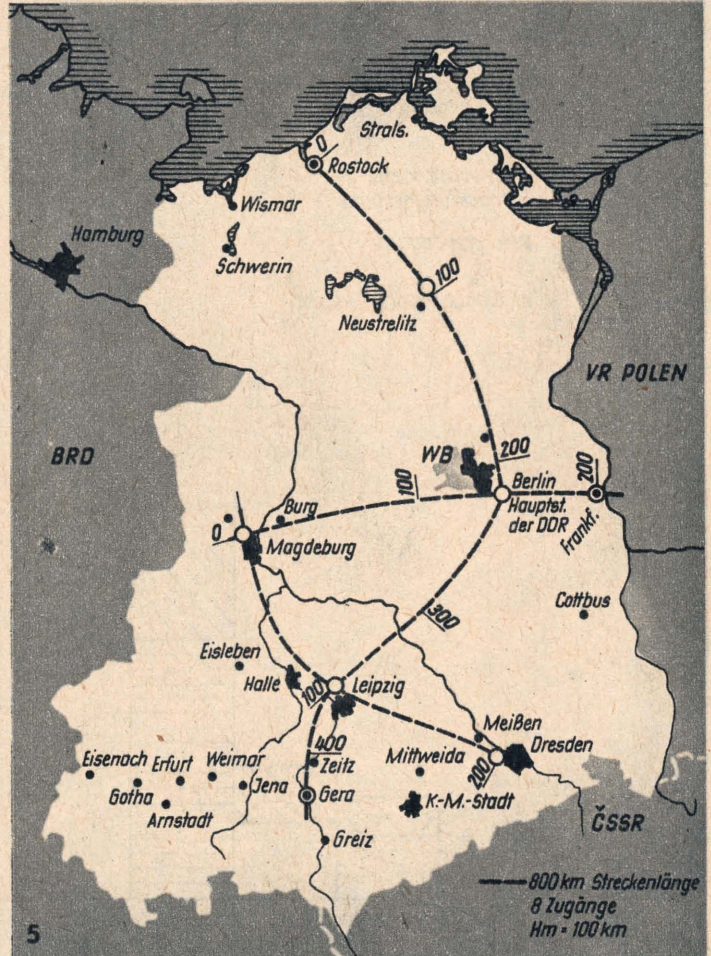 Strals.
0
Rostock
Wismar
Hamburg
Schwerin
100
Neustrelitz
VR POLEN
BRD
WB
200
Berlin
Hauptst.
der DDR
200
Frankf.
100
Burg
0
Magdeburg
Cottbus
300
Eisleben
Halle
100
Leipzig
Meißen
Dresden
200
400
Zeitz
Mittweida
Eisenach
Erfurt
Weimar
Gotha
Jena
Gera
K.-M.-Stadt
Arnstadt
Greiz
ČSSR
800 km Streckenlänge
8 Zugänge
Hm = 100 km
5